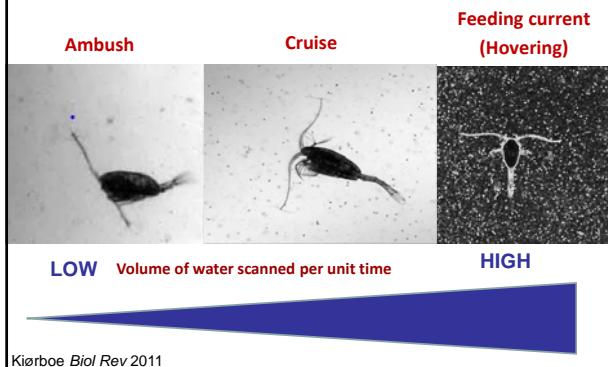 Ambush
Cruise
Feeding current
(Hovering)
LOW Volume of water scanned per unit time HIGH
Kiørboe Biol Rev 2011